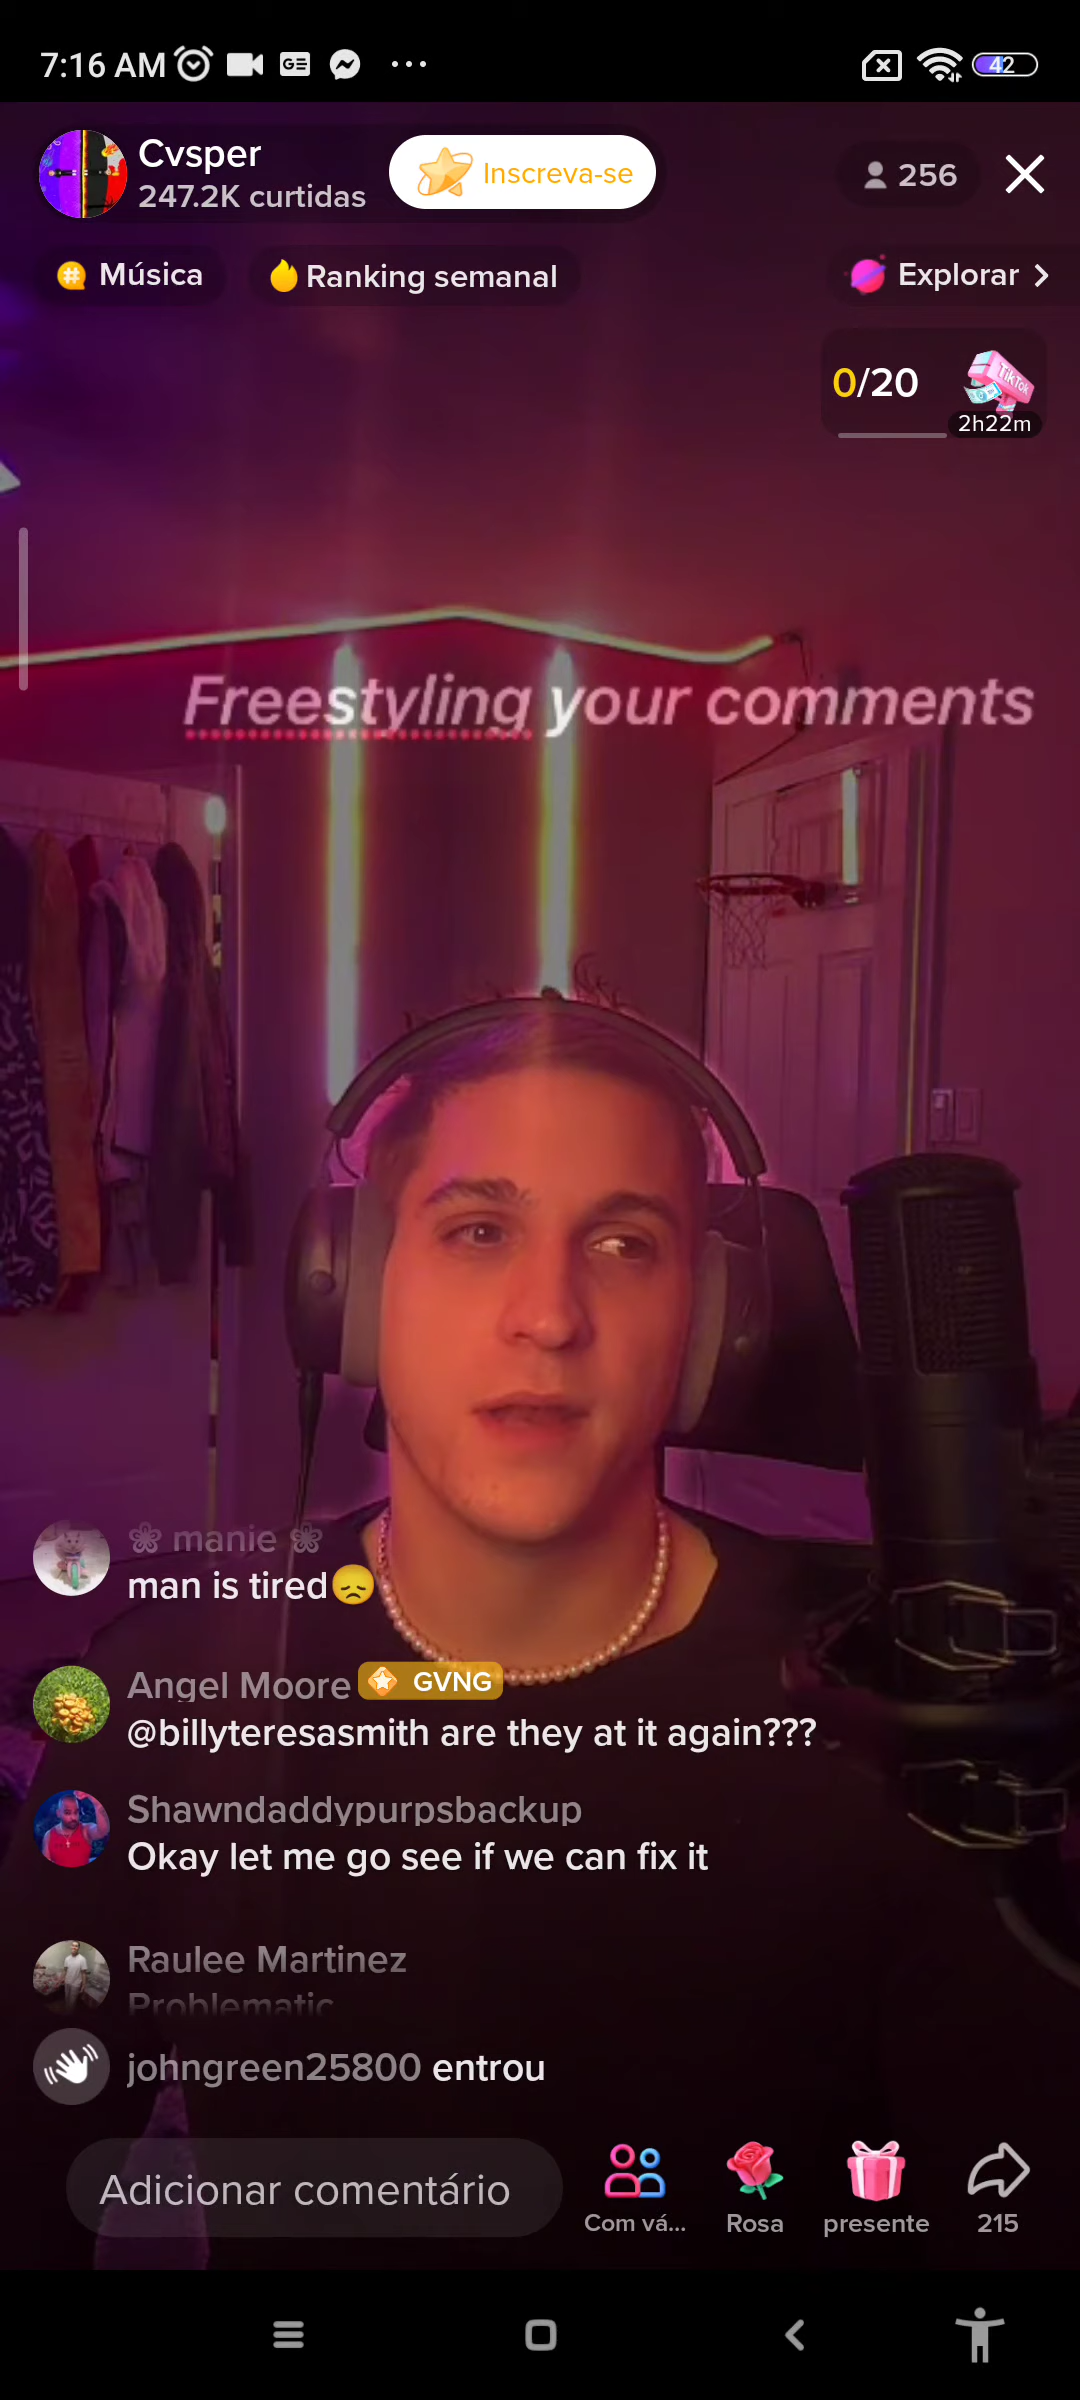 7:16 AM
GE
42
Cvsper
247.2K curtidas
Inscreva-se
256
Música
Ranking semanal
Explorar
0/20
TikTok
2h22m
Freestyling your comments
❀ manie ❀
man is tired😞
Angel Moore GVNG
@billyteresasmith are they at it again???
Shawndaddypurpsbackup
Okay let me go see if we can fix it
Raulee Martinez
Problematic
johngreen25800 entrou
Adicionar comentário
Com vá...
Rosa
presente
215